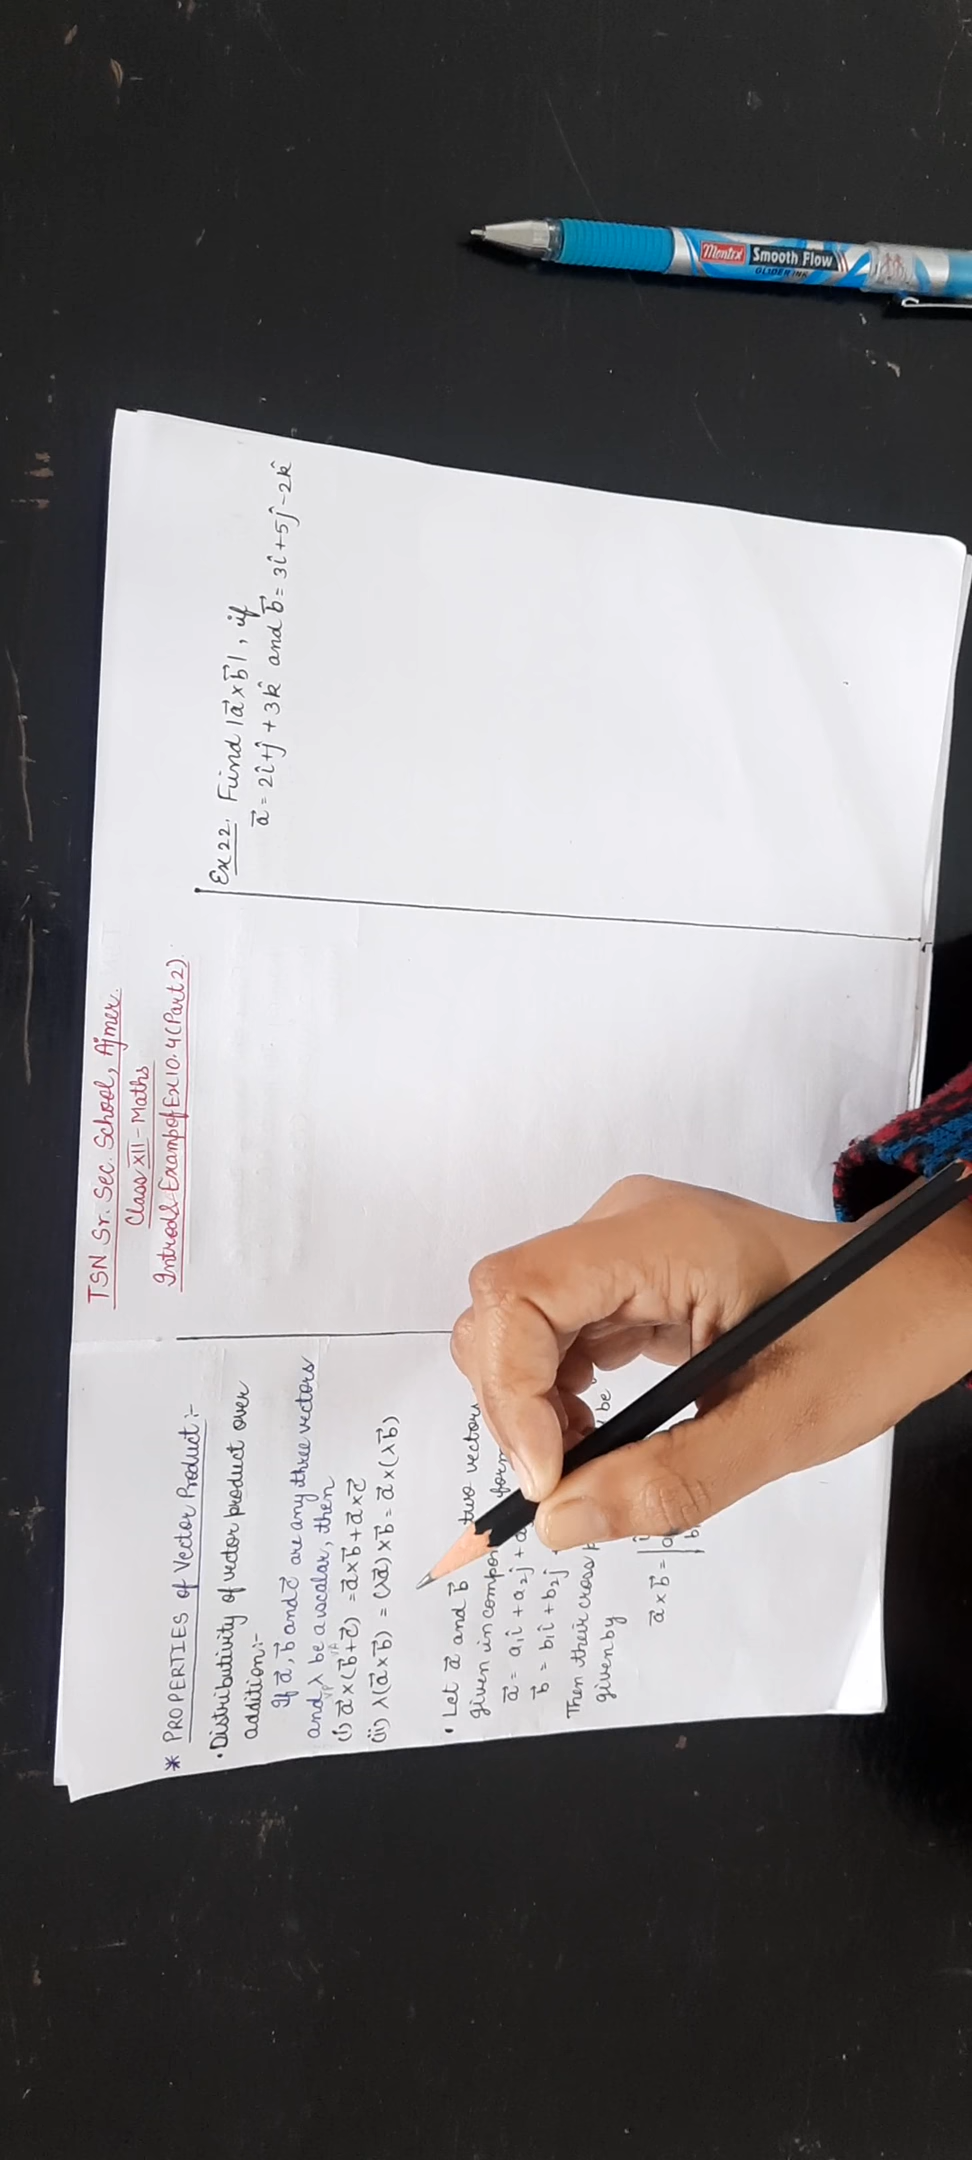 TSN Sr. Sec. School, Ajmer.
Class XII - Maths
Introd & Examp of Ex 10.4 (Part 2).
* PROPERTIES of Vector Product :-
• Distributivity of vector product over
addition:-
If a⃗, b⃗ and c⃗ are any three vectors
and λ be a scalar, then
(i) a⃗ × (b⃗ + c⃗) = a⃗ × b⃗ + a⃗ × c⃗
(ii) λ(a⃗ × b⃗) = (λa⃗) × b⃗ = a⃗ × (λb⃗)
• Let a⃗ and b⃗ two vectors
given in compo form
a⃗ = a₁î + a₂ĵ +
b⃗ = b₁î + b₂ĵ
Then their cross be
given by
a⃗ × b⃗ =
Ex 22. Find |a⃗ × b⃗|, if
a⃗ = 2î + ĵ + 3k̂ and b⃗ = 3î + 5ĵ - 2k̂
Montex Smooth Flow
GLIDER INK